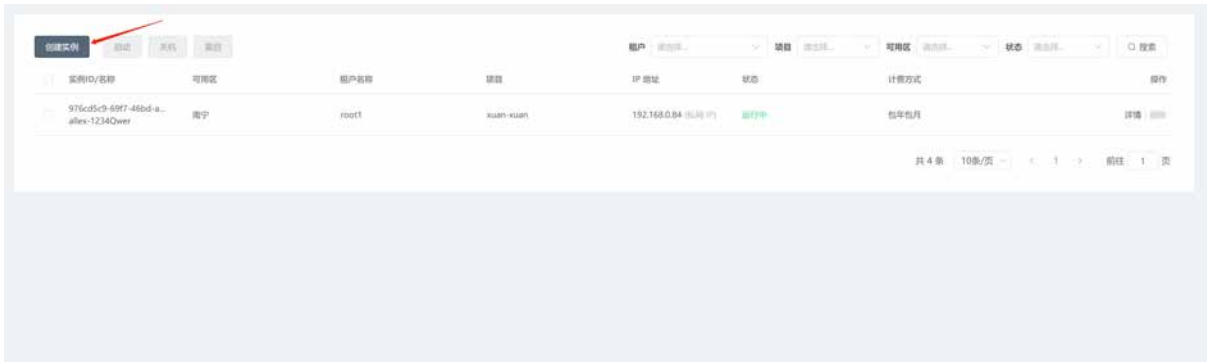 创建实例 启动 关机 重启 租户 请选择... 项目 请选择... 可用区 请选择... 状态 请选择... 搜索
实例ID/名称 可用区 租户名称 项目 IP 地址 状态 计费方式 操作
976cd5c9-69f7-46bd-a... 南宁 root1 xuan-xuan 192.168.0.84 (私网 IP) 运行中 包年包月 详情
allex-1234Qwer
共 4 条 10条/页 < 1 > 前往 1 页